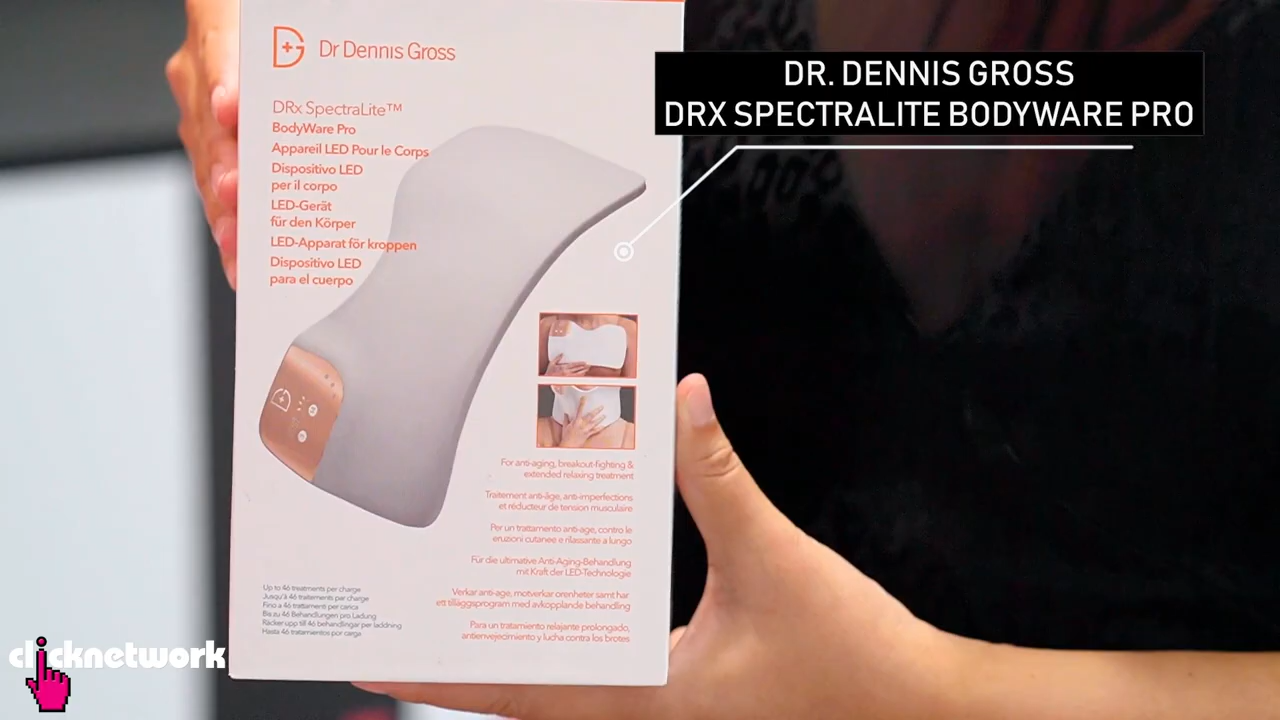 Dr Dennis Gross
DRx SpectraLite™
BodyWare Pro
Appareil LED Pour le Corps
Dispositivo LED
per il corpo
LED-Gerät
für den Körper
LED-Apparat för kroppen
Dispositivo LED
para el cuerpo
DR. DENNIS GROSS
DRX SPECTRALITE BODYWARE PRO
For anti-aging, breakout-fighting &
extended relaxing treatment
Traitement anti-âge, anti-imperfections
et réducteur de tension musculaire
Per un trattamento anti-age, contro le
eruzioni cutanee e rilassante a lungo
Für die ultimative Anti-Aging-Behandlung
mit Kraft der LED-Technologie
Verkar anti-age, motverkar orenheter samt har
ett tilläggsprogram med avkopplande behandling
Para un tratamiento relajante prolongado,
antienvejecimiento y lucha contra los brotes
Up to 46 treatments per charge
Jusqu'à 46 traitements par charge
Fino a 46 trattamenti per carica
Bis zu 46 Behandlungen pro Ladung
Räcker upp till 46 behandlingar per laddning
Hasta 46 tratamientos por carga
clicknetwork